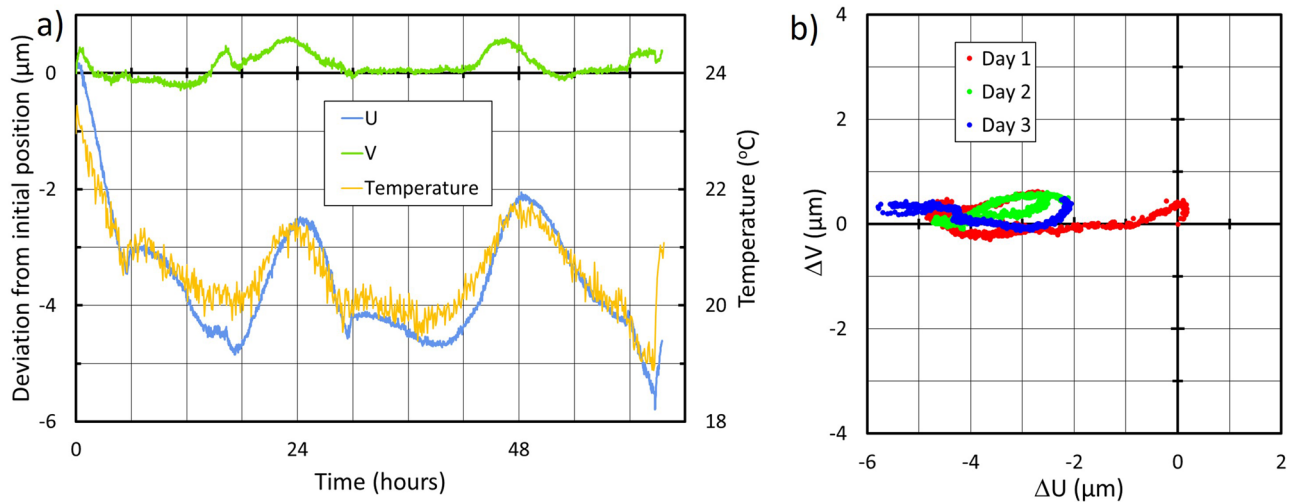 a)
Deviation from initial position (µm)
0
-2
-4
-6
0
24
48
Time (hours)
U
V
Temperature
24
22
20
18
Temperature (ºC)
b)
4
2
0
-2
-4
-6
-4
-2
0
2
ΔV (µm)
ΔU (µm)
Day 1
Day 2
Day 3